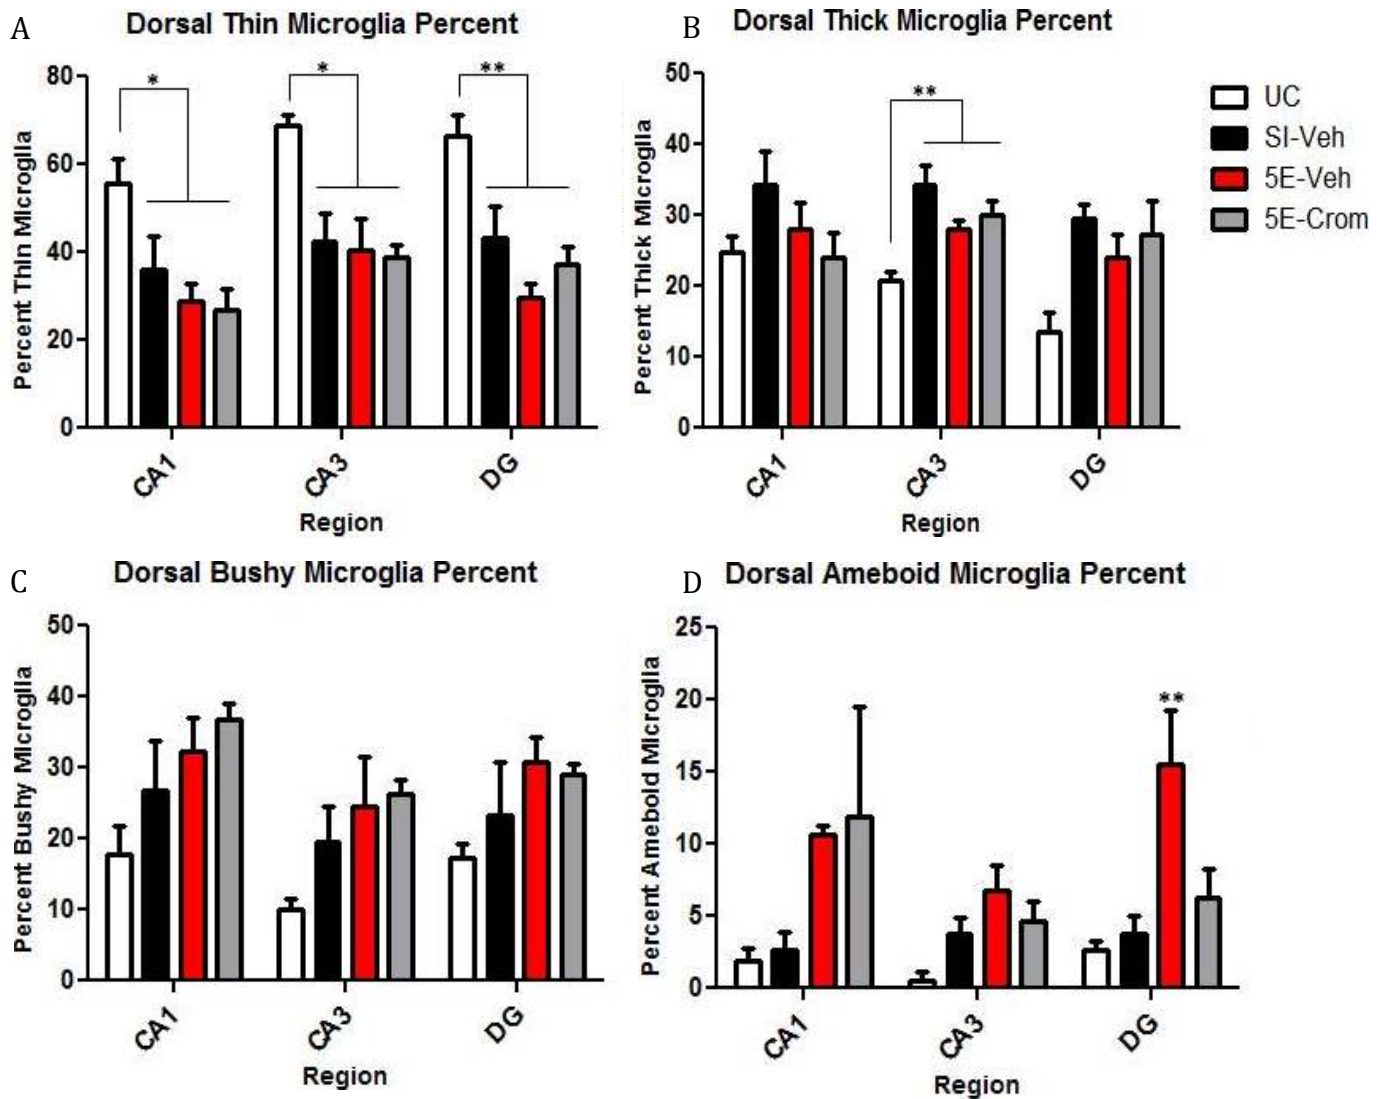 A
Dorsal Thin Microglia Percent
Percent Thin Microglia
80
60
40
20
0
*
*
**
CA1
CA3
DG
Region
B
Dorsal Thick Microglia Percent
Percent Thick Microglia
50
40
30
20
10
0
**
CA1
CA3
DG
Region
UC
SI-Veh
5E-Veh
5E-Crom
C
Dorsal Bushy Microglia Percent
Percent Bushy Microglia
50
40
30
20
10
0
CA1
CA3
DG
Region
D
Dorsal Ameboid Microglia Percent
Percent Ameboid Microglia
25
20
15
10
5
0
**
CA1
CA3
DG
Region